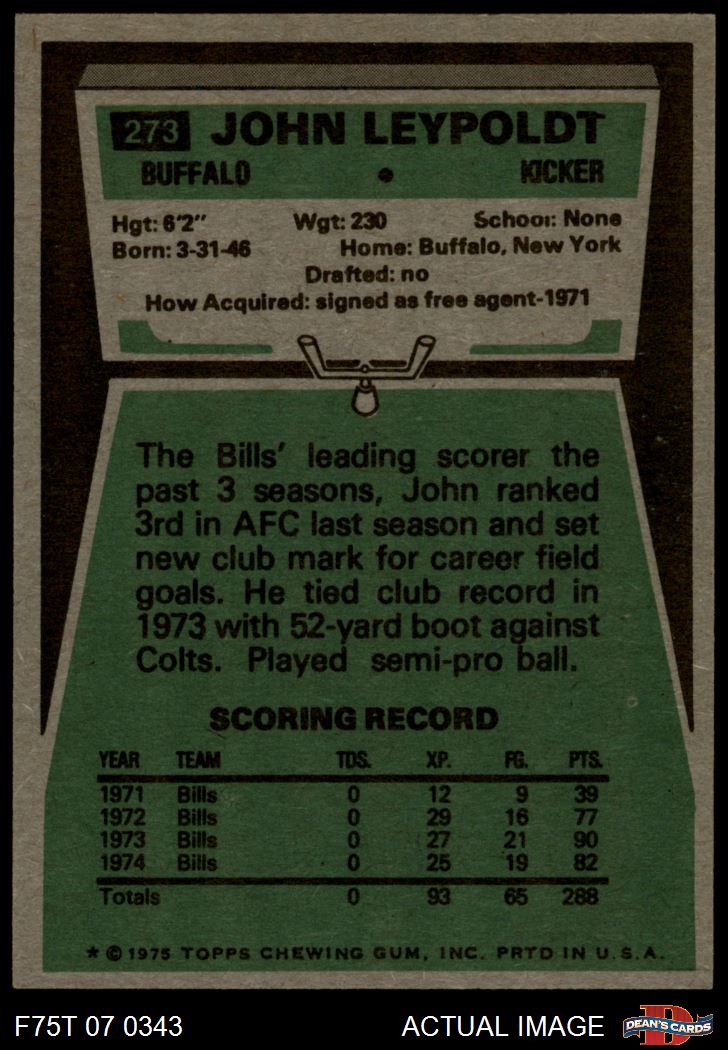 273 JOHN LEYPOLDT
BUFFALO • KICKER
Hgt: 6'2" Wgt: 230 School: None
Born: 3-31-46 Home: Buffalo, New York
Drafted: no
How Acquired: signed as free agent-1971
The Bills' leading scorer the
past 3 seasons, John ranked
3rd in AFC last season and set
new club mark for career field
goals. He tied club record in
1973 with 52-yard boot against
Colts. Played semi-pro ball.
SCORING RECORD
YEAR TEAM TDS. XP. FG. PTS.
1971 Bills 0 12 9 39
1972 Bills 0 29 16 77
1973 Bills 0 27 21 90
1974 Bills 0 25 19 82
Totals 0 93 65 288
* © 1975 TOPPS CHEWING GUM, INC. PRTD IN U.S.A.
F75T 07 0343 ACTUAL IMAGE D DEAN'S CARDS